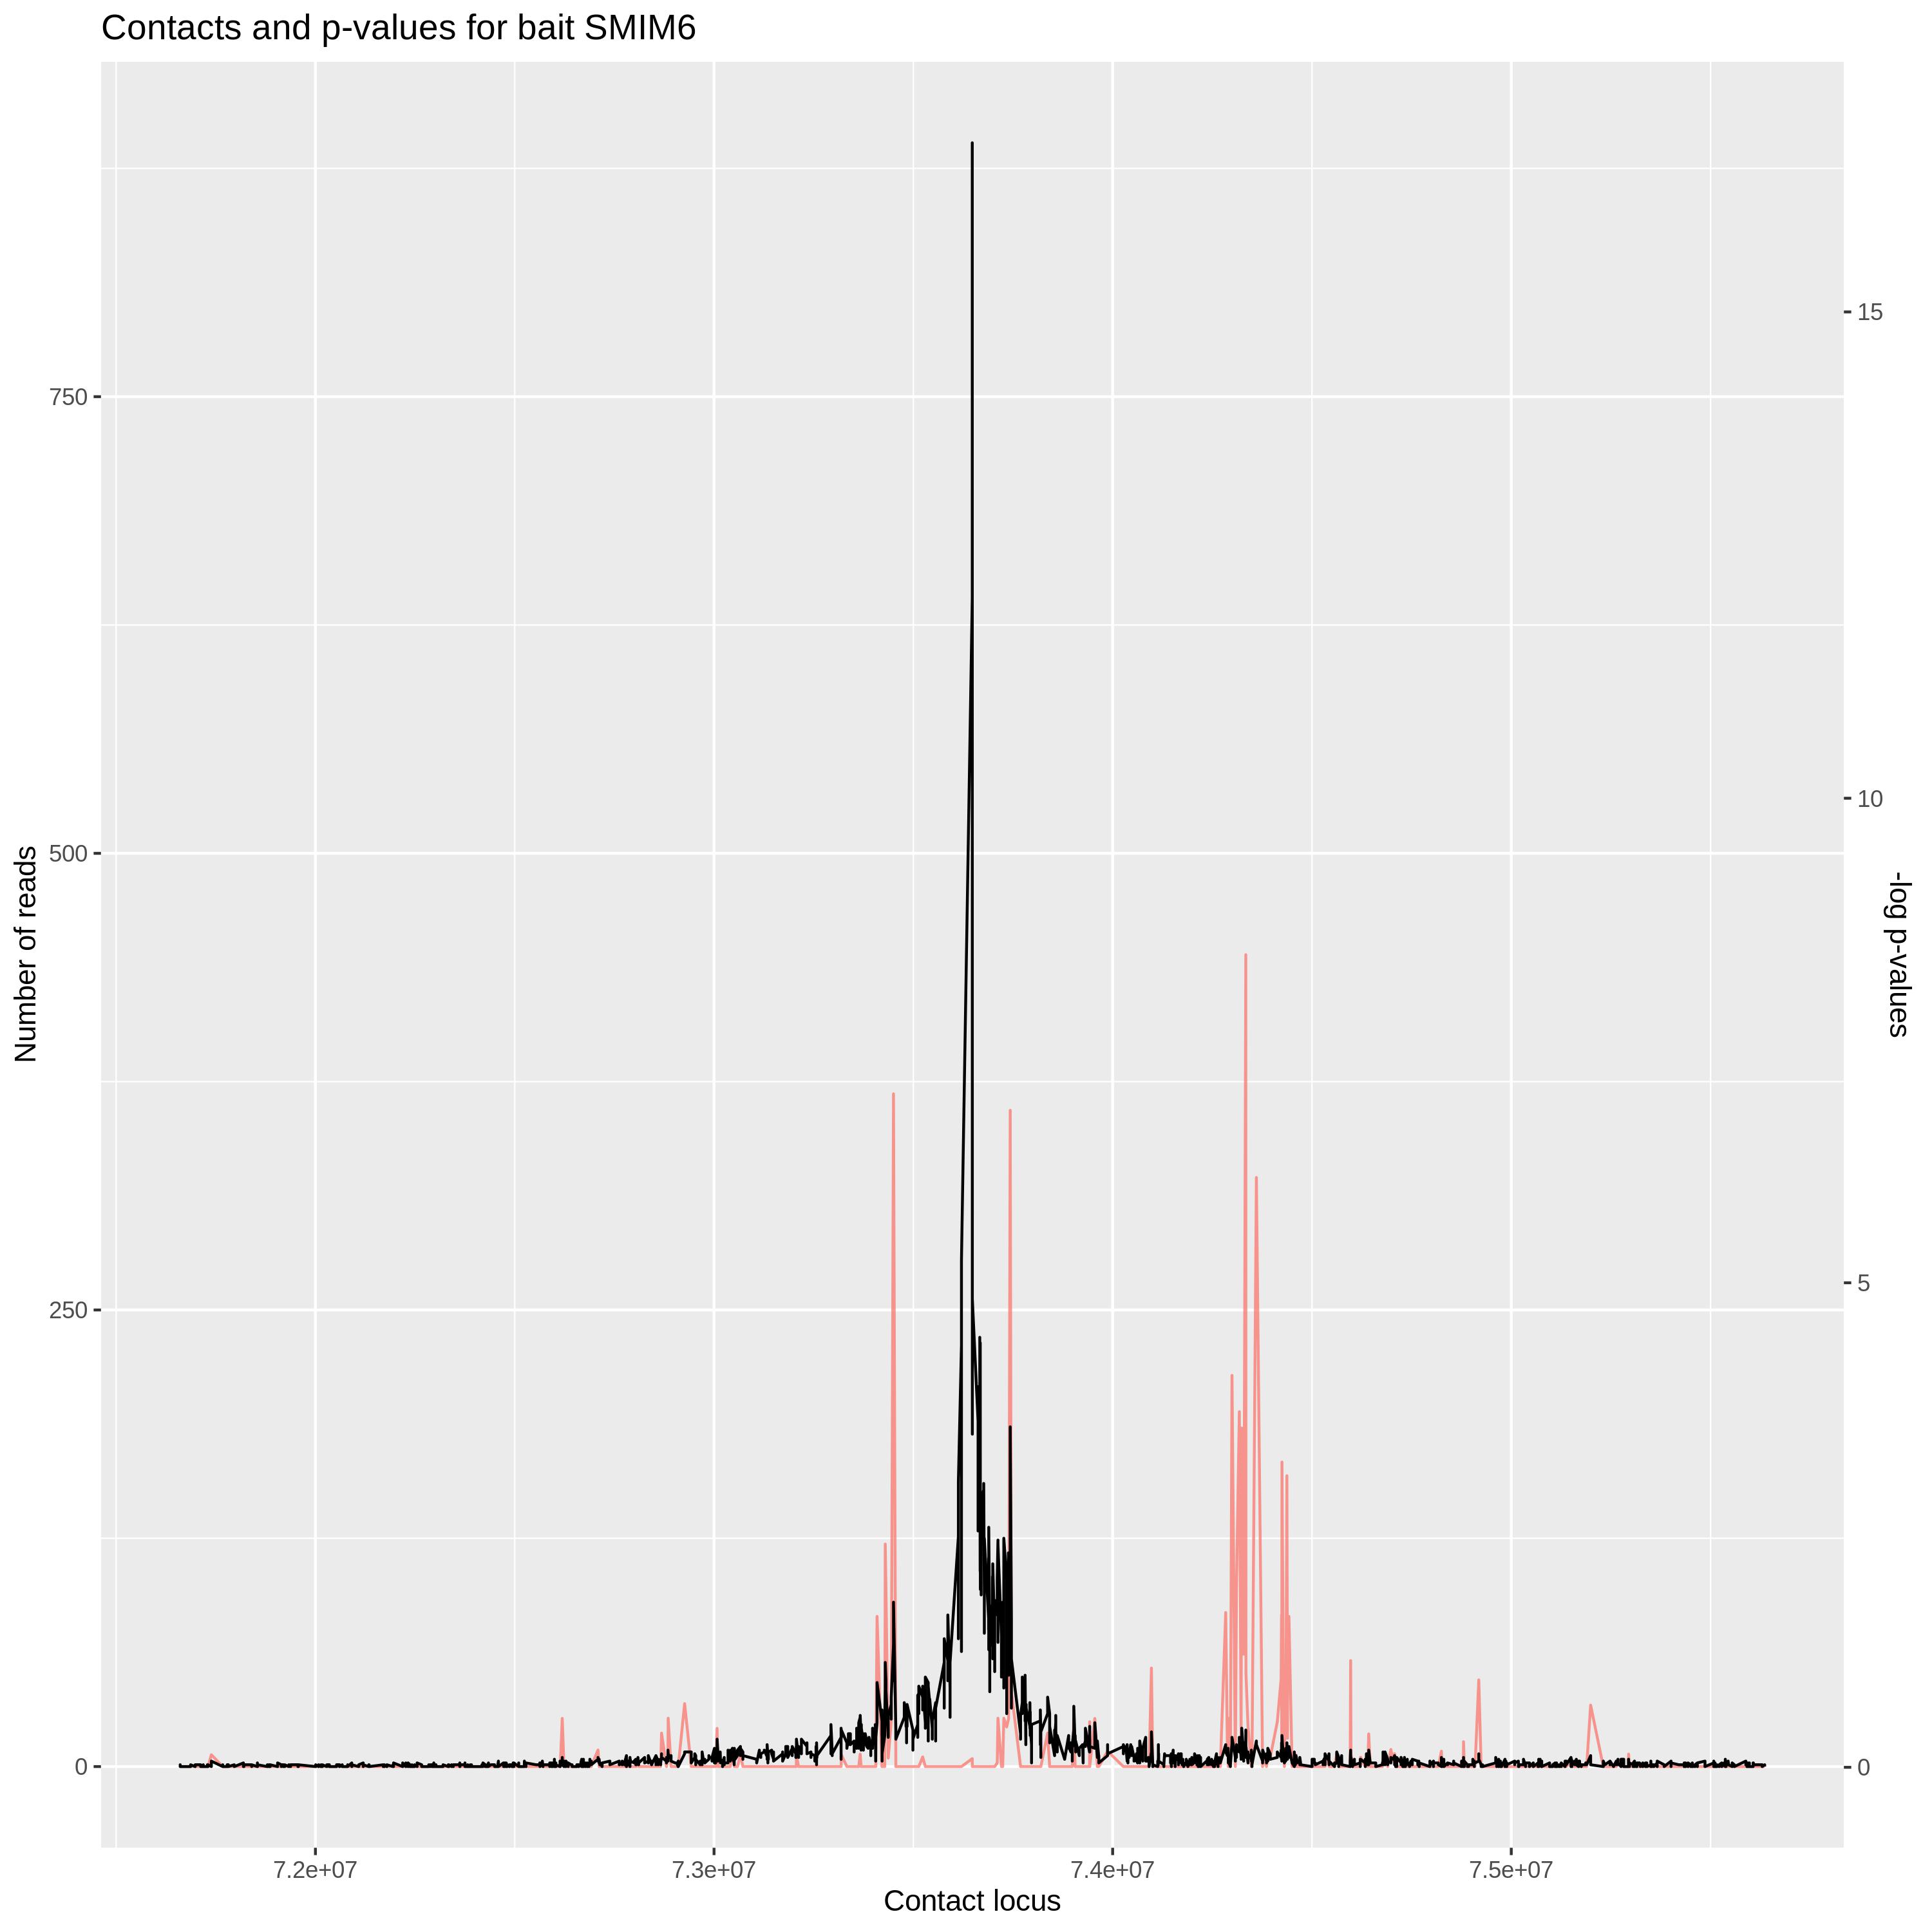 Contacts and p-values for bait SMIM6
750
500
250
0
Number of reads
15
10
5
0
-log p-values
7.2e+07 7.3e+07 7.4e+07 7.5e+07
Contact locus